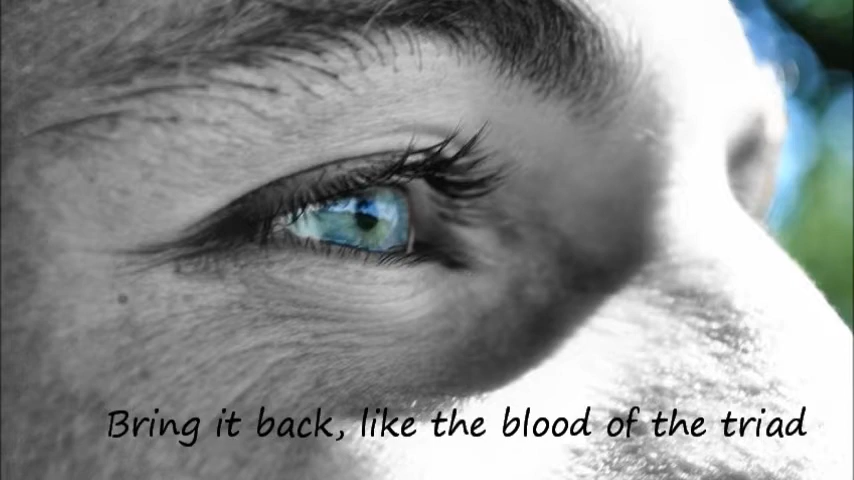 Bring it back, like the blood of the triad